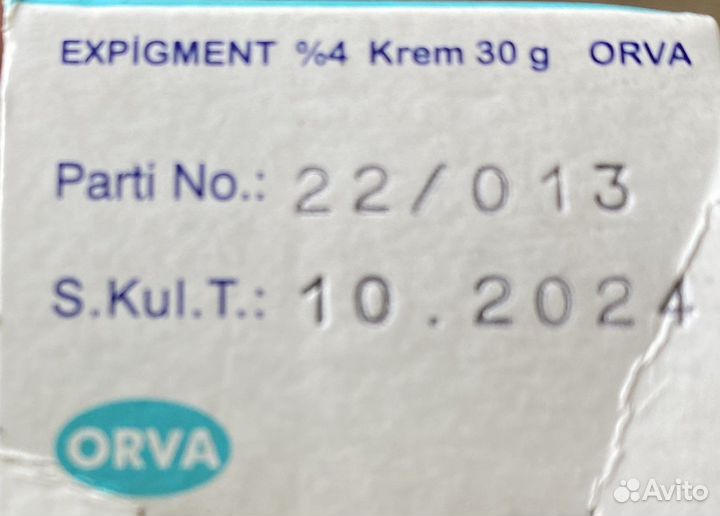 EXPİGMENT %4 Krem 30 g ORVA
Parti No.: 22/013
S.Kul.T.: 10.2024
ORVA
Avito